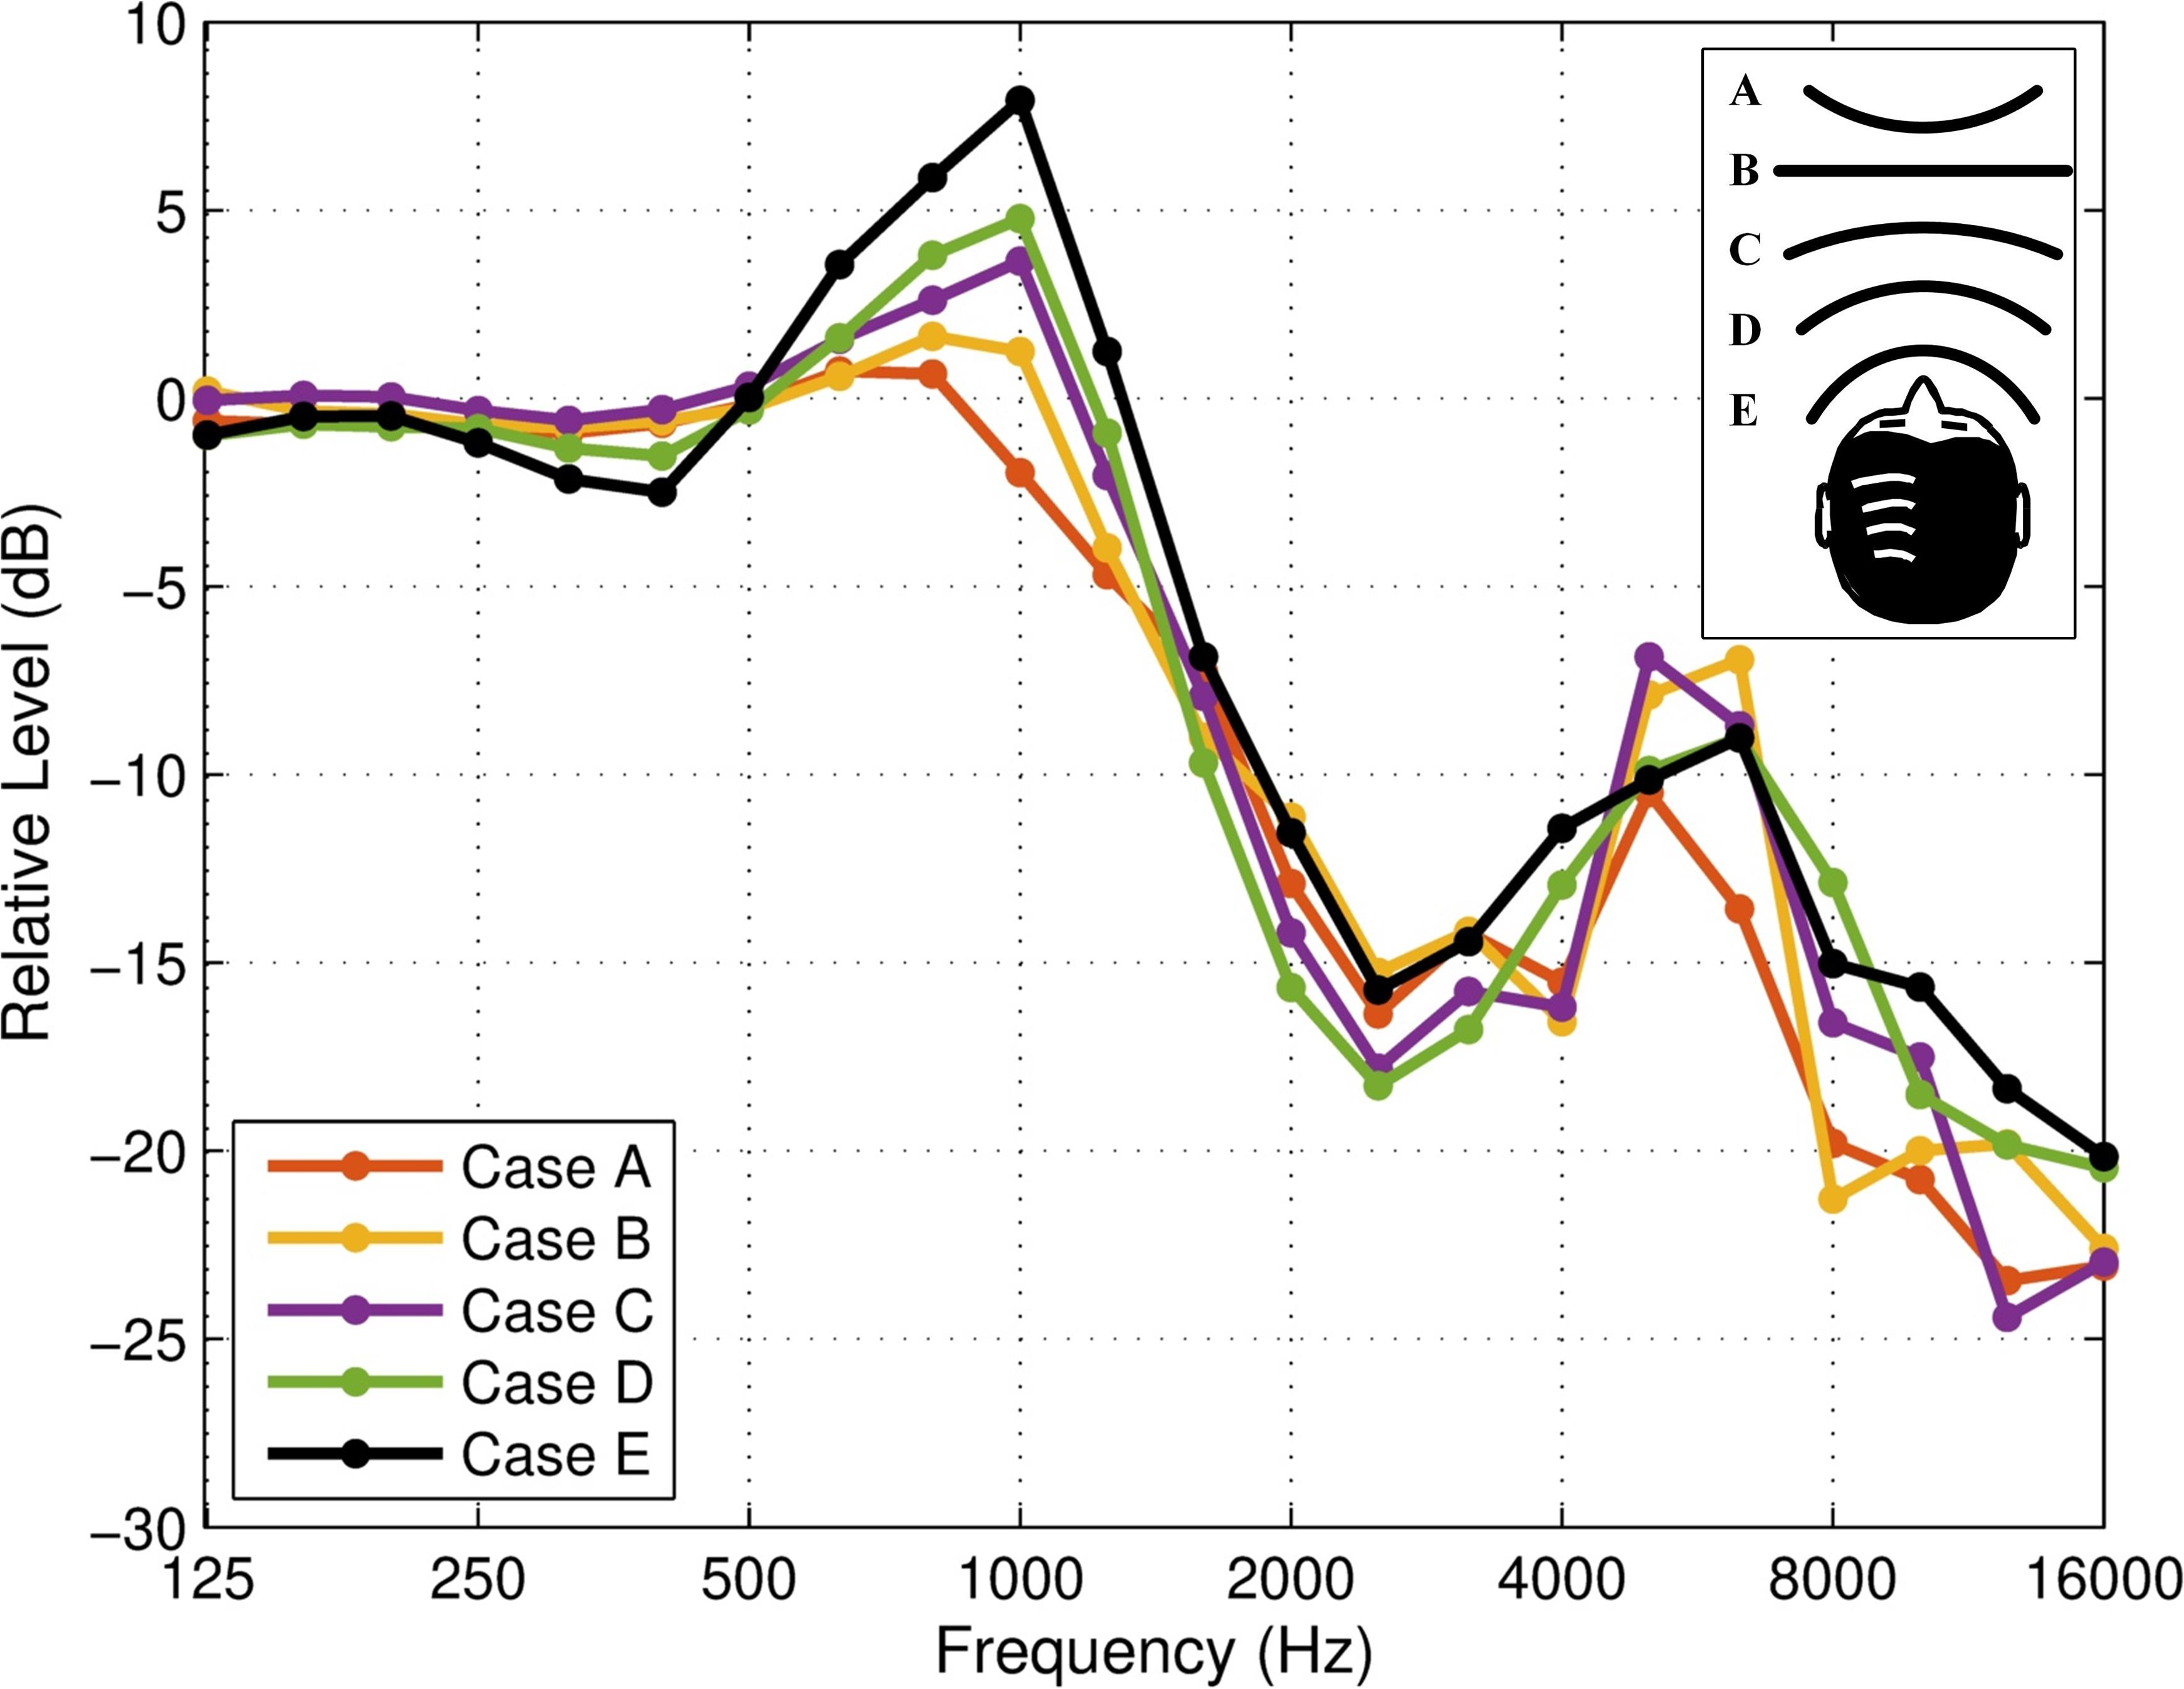 10
5
0
−5
−10
−15
−20
−25
−30
Relative Level (dB)
A
B
C
D
E
Case A
Case B
Case C
Case D
Case E
125 250 500 1000 2000 4000 8000 16000
Frequency (Hz)